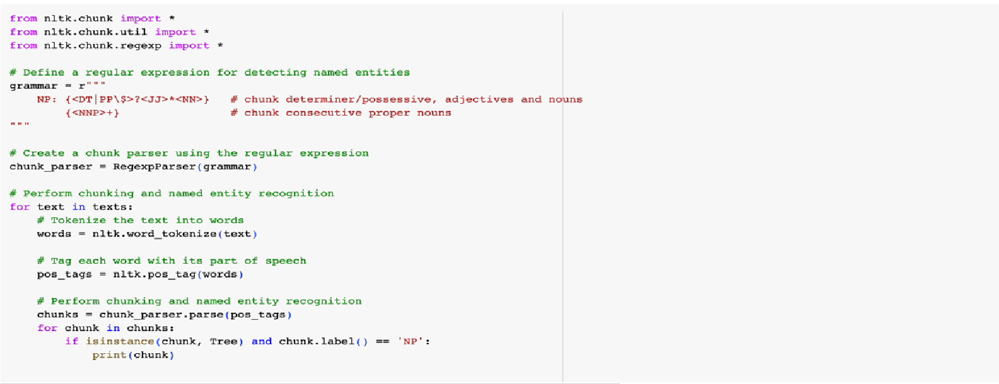 from nltk.chunk import *
from nltk.chunk.util import *
from nltk.chunk.regexp import *
# Define a regular expression for detecting named entities
grammar = r"""
    NP: {<DT|PP\$>?<JJ>*<NN>}   # chunk determiner/possessive, adjectives and nouns
        {<NNP>+}                # chunk consecutive proper nouns
"""
# Create a chunk parser using the regular expression
chunk_parser = RegexpParser(grammar)
# Perform chunking and named entity recognition
for text in texts:
    # Tokenize the text into words
    words = nltk.word_tokenize(text)
    # Tag each word with its part of speech
    pos_tags = nltk.pos_tag(words)
    # Perform chunking and named entity recognition
    chunks = chunk_parser.parse(pos_tags)
    for chunk in chunks:
        if isinstance(chunk, Tree) and chunk.label() == 'NP':
            print(chunk)